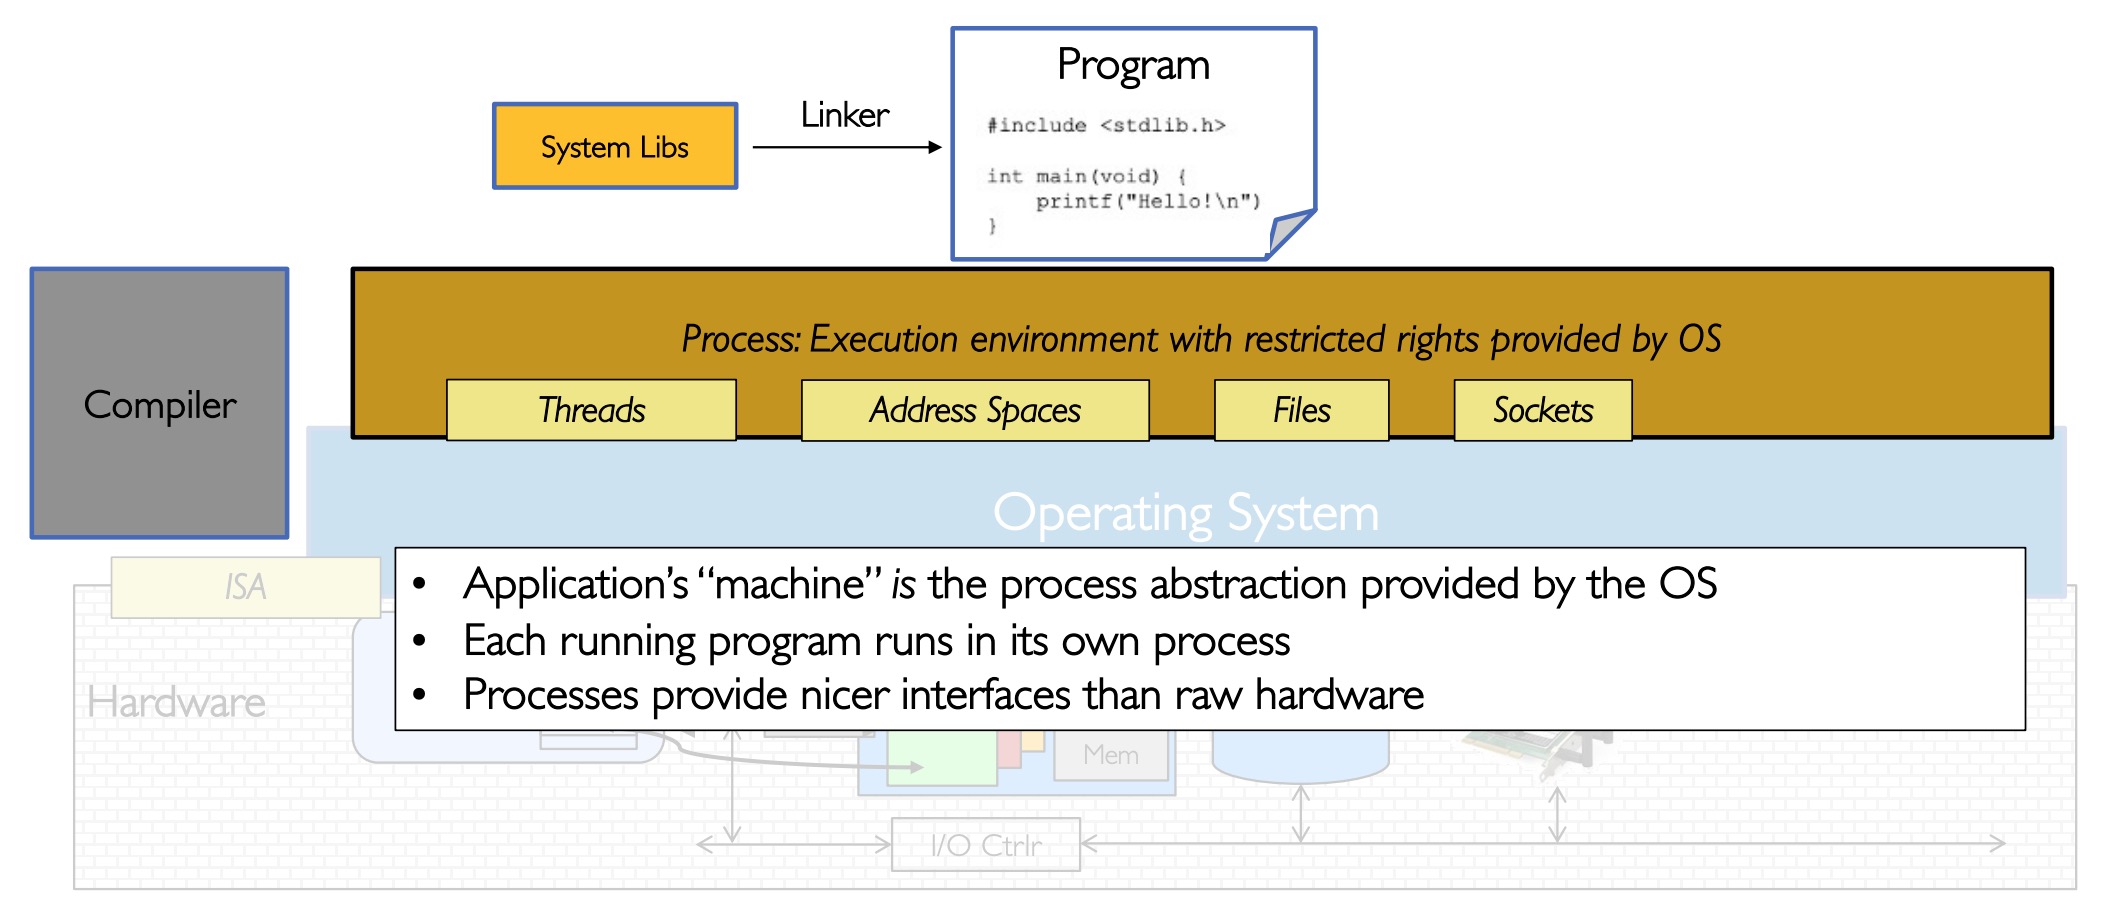 Program
#include <stdlib.h>
int main(void) {
printf("Hello!\n")
}
System Libs
Linker
Compiler
Process: Execution environment with restricted rights provided by OS
Threads
Address Spaces
Files
Sockets
Operating System
ISA
• Application’s “machine” is the process abstraction provided by the OS
• Each running program runs in its own process
• Processes provide nicer interfaces than raw hardware
Hardware
Mem
I/O Ctrlr